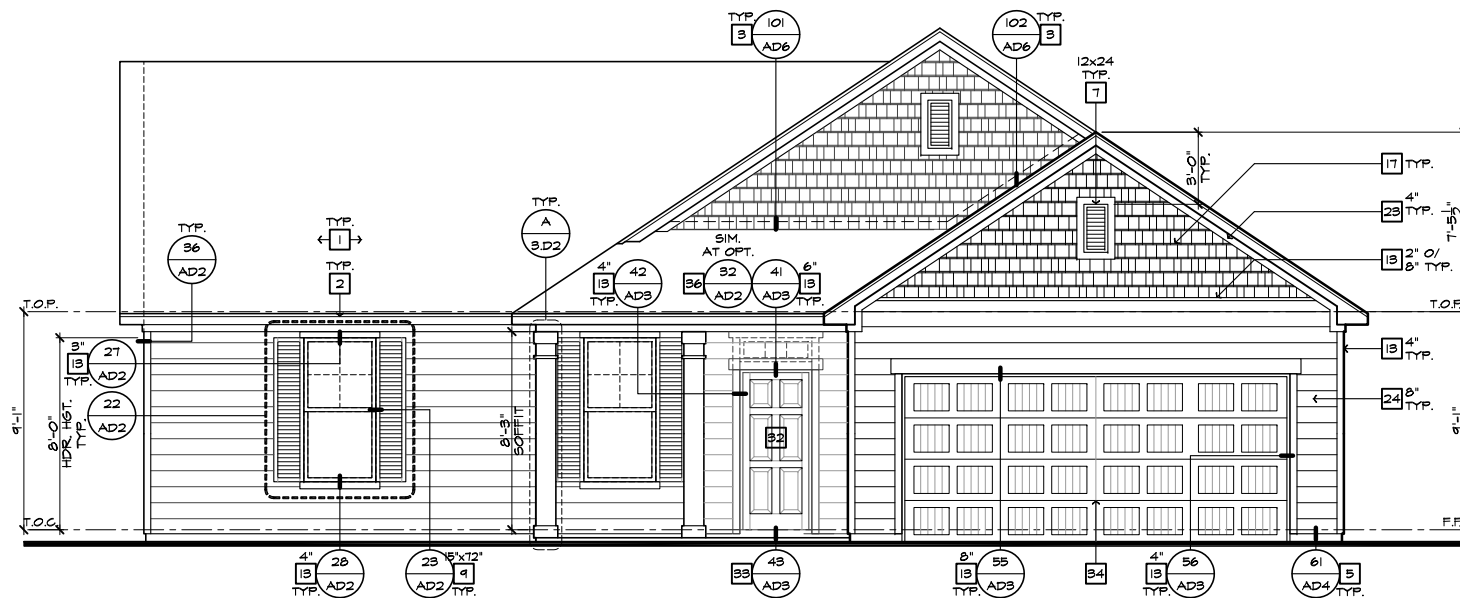 TYP.
3
101
AD6
102
AD6
TYP.
3
12x24
TYP.
7
3'-0"
TYP.
17 TYP.
4"
23 TYP.
7'-5½"
13 2" O/
8" TYP.
TYP.
36
AD2
TYP.
1
TYP.
2
TYP.
A
3.D2
4"
13
TYP.
42
AD3
SIM.
AT OPT.
36
32
AD2
41
AD3
6"
13
TYP.
T.O.P.
T.O.P.
3"
13
TYP.
27
AD2
22
AD2
9'-1"
8'-0"
HDR. HGT.
TYP.
8'-3"
SOFFIT
32
13 4"
TYP.
24 8"
TYP.
9'-1"
T.O.C.
F.F.
4"
13
TYP.
28
AD2
23
AD2
15"x72"
9
TYP.
33
43
AD3
8"
13
TYP.
55
AD3
34
4"
13
TYP.
56
AD3
61
AD4
5
TYP.